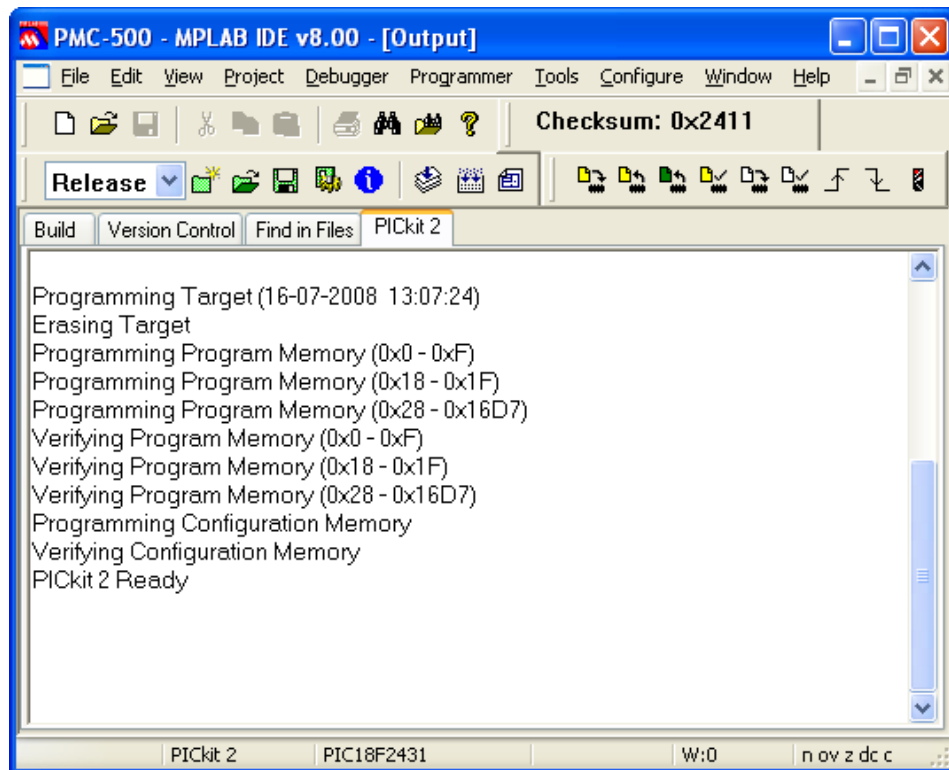 PMC-500 - MPLAB IDE v8.00 - [Output]
File Edit View Project Debugger Programmer Tools Configure Window Help
Checksum: 0x2411
Release
Build Version Control Find in Files PICkit 2
Programming Target (16-07-2008 13:07:24)
Erasing Target
Programming Program Memory (0x0 - 0xF)
Programming Program Memory (0x18 - 0x1F)
Programming Program Memory (0x28 - 0x16D7)
Verifying Program Memory (0x0 - 0xF)
Verifying Program Memory (0x18 - 0x1F)
Verifying Program Memory (0x28 - 0x16D7)
Programming Configuration Memory
Verifying Configuration Memory
PICkit 2 Ready
PICkit 2 PIC18F2431 W:0 n ov z dc c